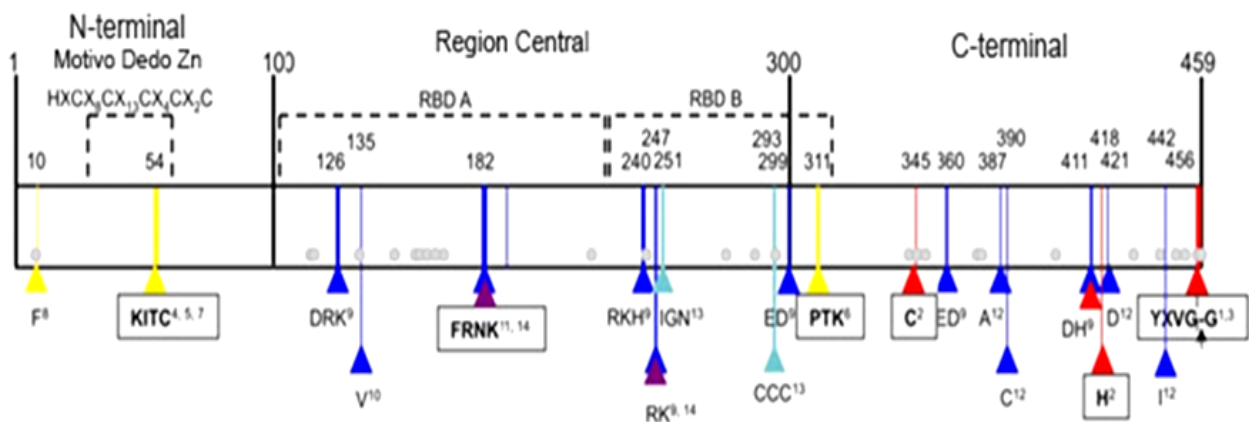 N-terminal
Region Central
C-terminal
1
Motivo Dedo Zn
100
300
459
HXCX9CX13CX4CX2C
RBD A
RBD B
10
54
126
135
182
240
247
251
293
299
311
345
360
387
390
411
418
421
442
456
F8
KITC4, 5, 7
DRK9
FRNK11, 14
RKH9
IGN13
ED9
PTK6
C2
ED9
A12
DH9
D12
YXVG-G1,3
V10
RK9, 14
CCC13
C12
H2
I12